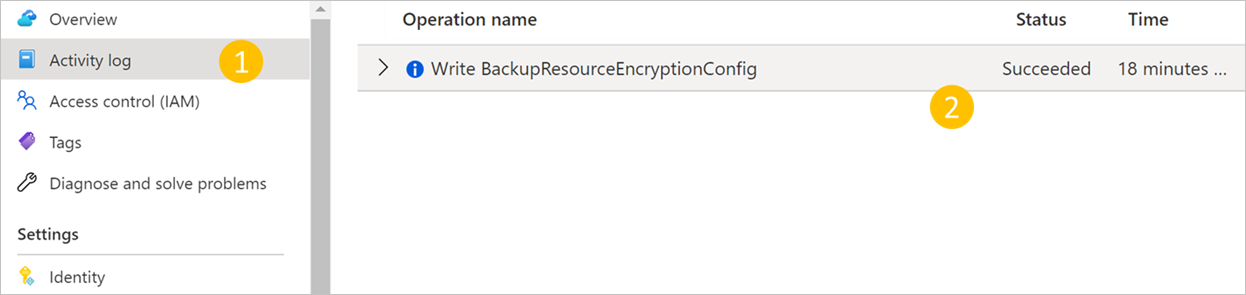 Overview
Activity log
1
Access control (IAM)
Tags
Diagnose and solve problems
Settings
Identity
Operation name Status Time
Write BackupResourceEncryptionConfig Succeeded 18 minutes ...
2